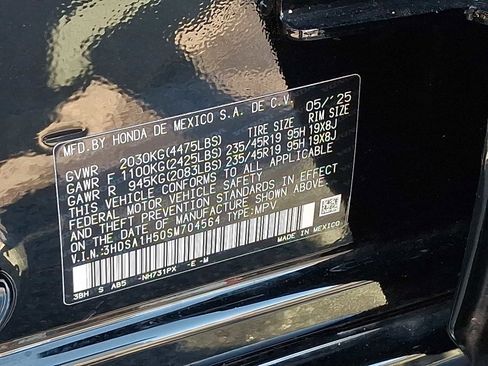 MFD.BY HONDA DE MEXICO S.A. DE C.V. 05/'25
TIRE SIZE RIM SIZE
GVWR 2030KG(4475LBS)
GAWR F 1100KG(2425LBS) 235/45R19 95H 19X8J
GAWR R 945KG(2083LBS) 235/45R19 95H 19X8J
THIS VEHICLE CONFORMS TO ALL APPLICABLE
FEDERAL MOTOR VEHICLE SAFETY
AND THEFT PREVENTION STANDARDS IN EFFECT
ON THE DATE OF MANUFACTURE SHOWN ABOVE.
V.I.N.:3HDSA1H50SM704564 TYPE:MPV
3BH S AB5 -NH731PX -E -M MADE IN MEXICO